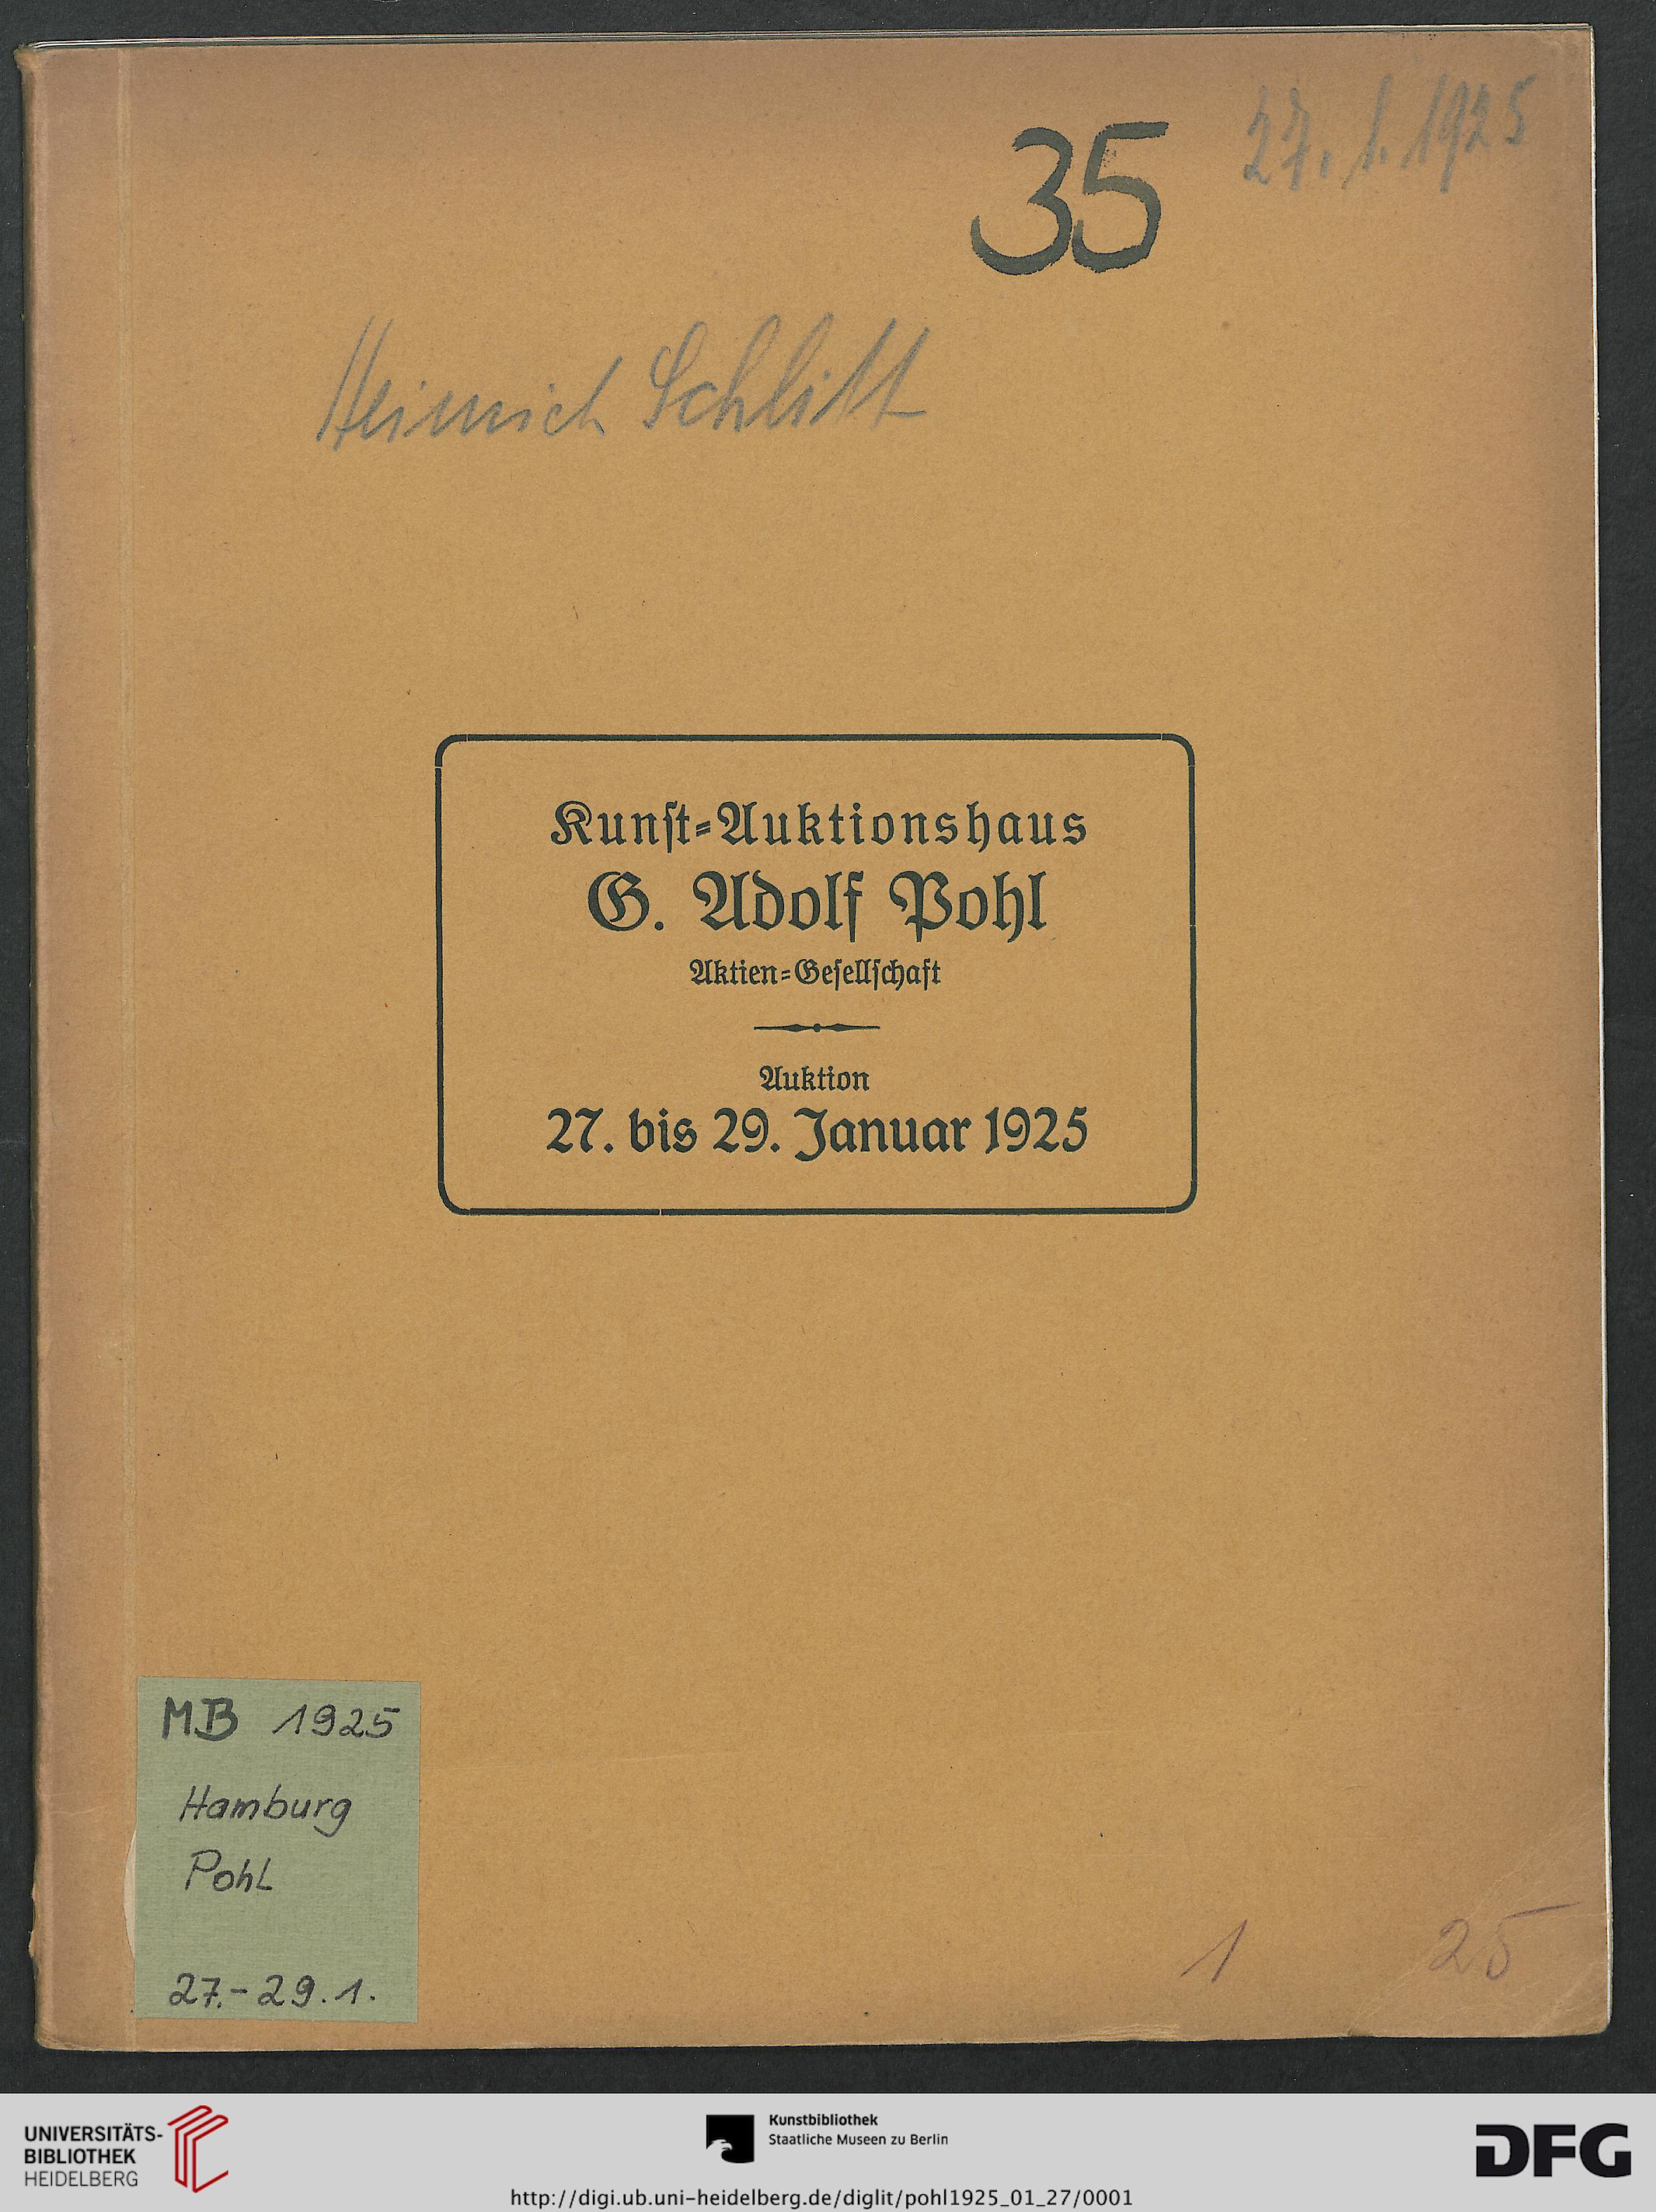 27. 1. 1925
35
Heinrich Schlitt
Kunſt-Auktionshaus
G. Adolf Pohl
Aktien-Geſellſchaft
Auktion
27. bis 29. Januar 1925
MB 1925
Hamburg
Pohl
27.-29.1.
1 25
UNIVERSITÄTS-
BIBLIOTHEK
HEIDELBERG
Kunstbibliothek
Staatliche Museen zu Berlin
DFG
http://digi.ub.uni-heidelberg.de/diglit/pohl1925_01_27/0001